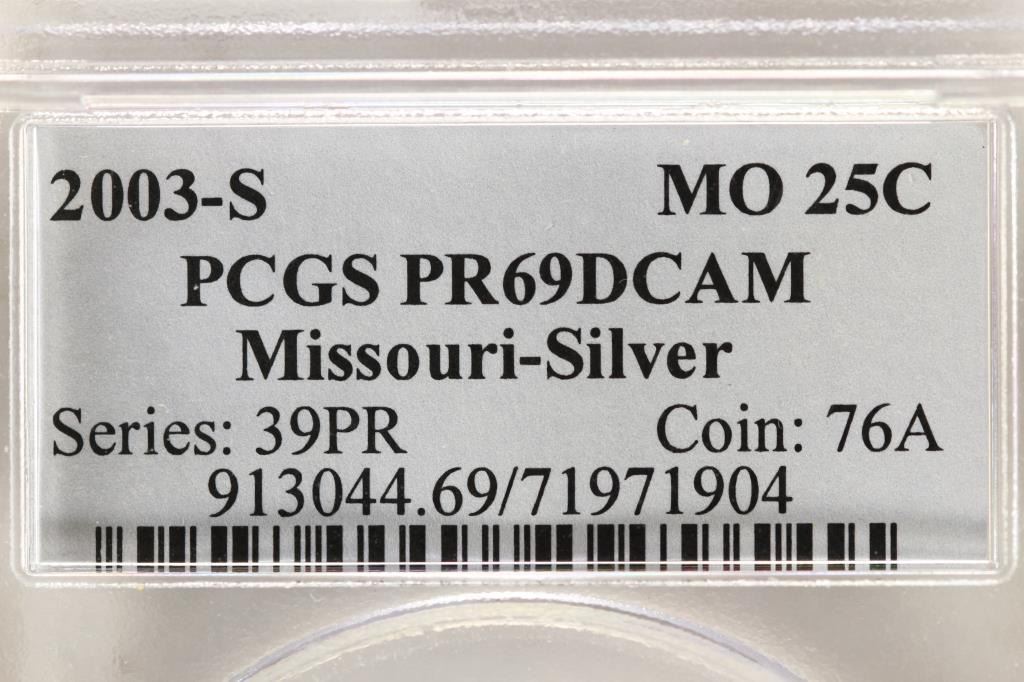 2003-S MO 25C
PCGS PR69DCAM
Missouri-Silver
Series: 39PR Coin: 76A
913044.69/71971904